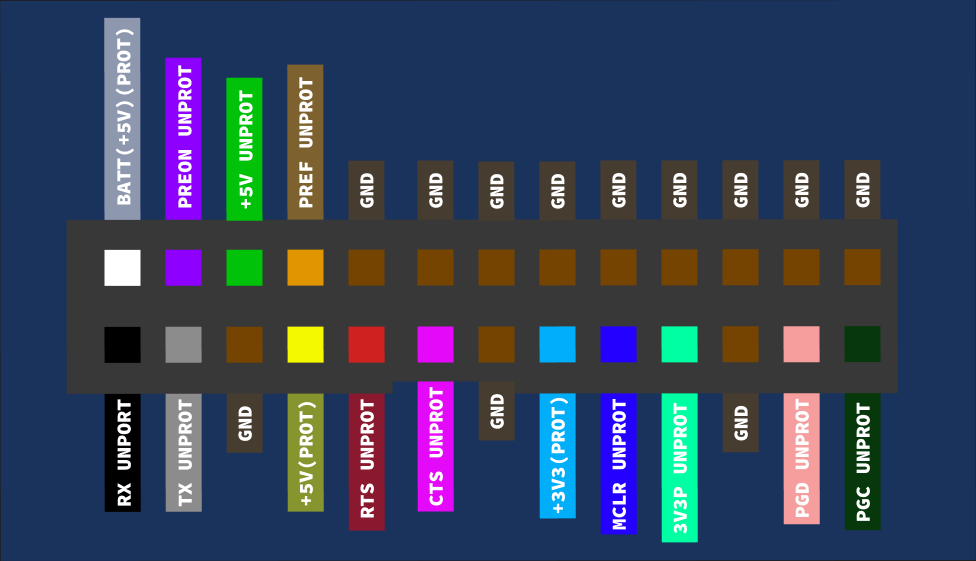 BATT(+5V)(PROT)
PREON UNPROT
+5V UNPROT
PREF UNPROT
GND
GND
GND
GND
GND
GND
GND
GND
GND
RX UNPORT
TX UNPROT
GND
+5V(PROT)
RTS UNPROT
CTS UNPROT
GND
+3V3(PROT)
MCLR UNPROT
3V3P UNPROT
GND
PGD UNPROT
PGC UNPROT